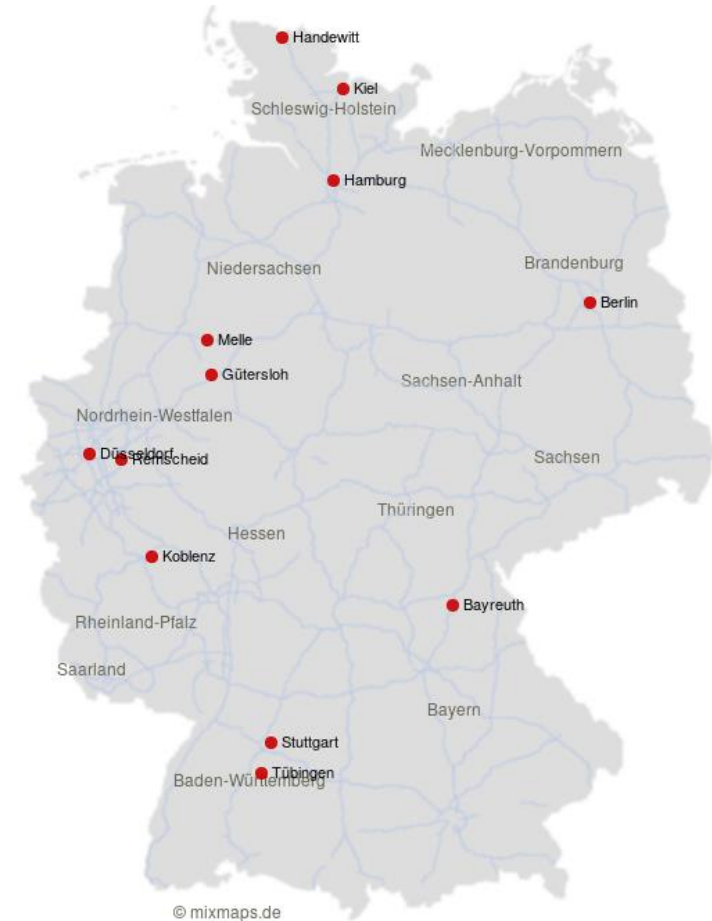 Handewitt
Kiel
Schleswig-Holstein
Mecklenburg-Vorpommern
Hamburg
Brandenburg
Niedersachsen
Berlin
Melle
Gütersloh
Sachsen-Anhalt
Nordrhein-Westfalen
Düsseldorf
Remscheid
Sachsen
Thüringen
Hessen
Koblenz
Bayreuth
Rheinland-Pfalz
Saarland
Bayern
Stuttgart
Tübingen
Baden-Württemberg
© mixmaps.de